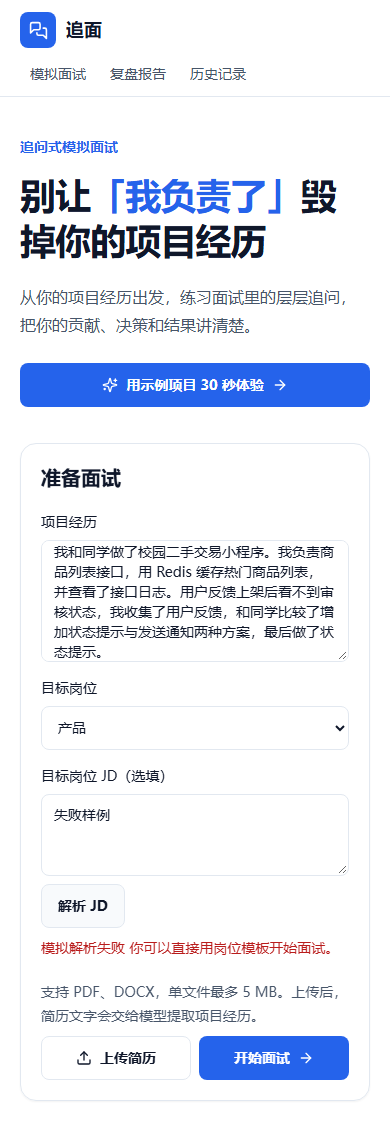 追面
模拟面试 复盘报告 历史记录
追问式模拟面试
别让「我负责了」毁
掉你的项目经历
从你的项目经历出发，练习面试里的层层追问，
把你的贡献、决策和结果讲清楚。
用示例项目 30 秒体验
准备面试
项目经历
我和同学做了校园二手交易小程序。我负责商
品列表接口，用 Redis 缓存热门商品列表，
并查看了接口日志。用户反馈上架后看不到审
核状态，我收集了用户反馈，和同学比较了增
加状态提示与发送通知两种方案，最后做了状
态提示。
目标岗位
产品
目标岗位 JD（选填）
失败样例
解析 JD
模拟解析失败 你可以直接用岗位模板开始面试。
支持 PDF、DOCX，单文件最多 5 MB。上传后，
简历文字会交给模型提取项目经历。
上传简历 开始面试